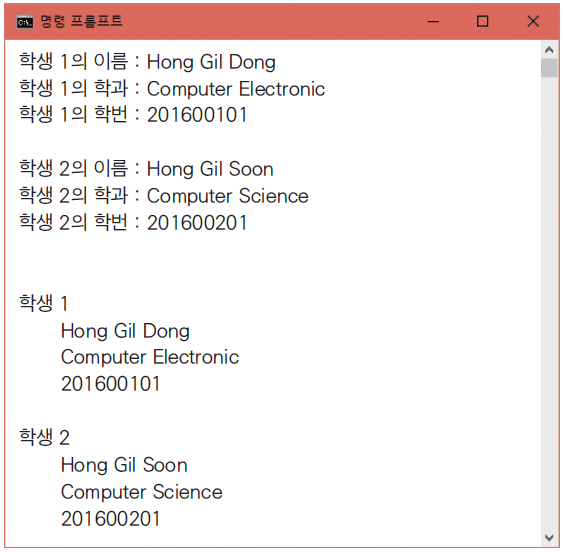 명령 프롬프트
학생 1의 이름 : Hong Gil Dong
학생 1의 학과 : Computer Electronic
학생 1의 학번 : 201600101
학생 2의 이름 : Hong Gil Soon
학생 2의 학과 : Computer Science
학생 2의 학번 : 201600201
학생 1
Hong Gil Dong
Computer Electronic
201600101
학생 2
Hong Gil Soon
Computer Science
201600201